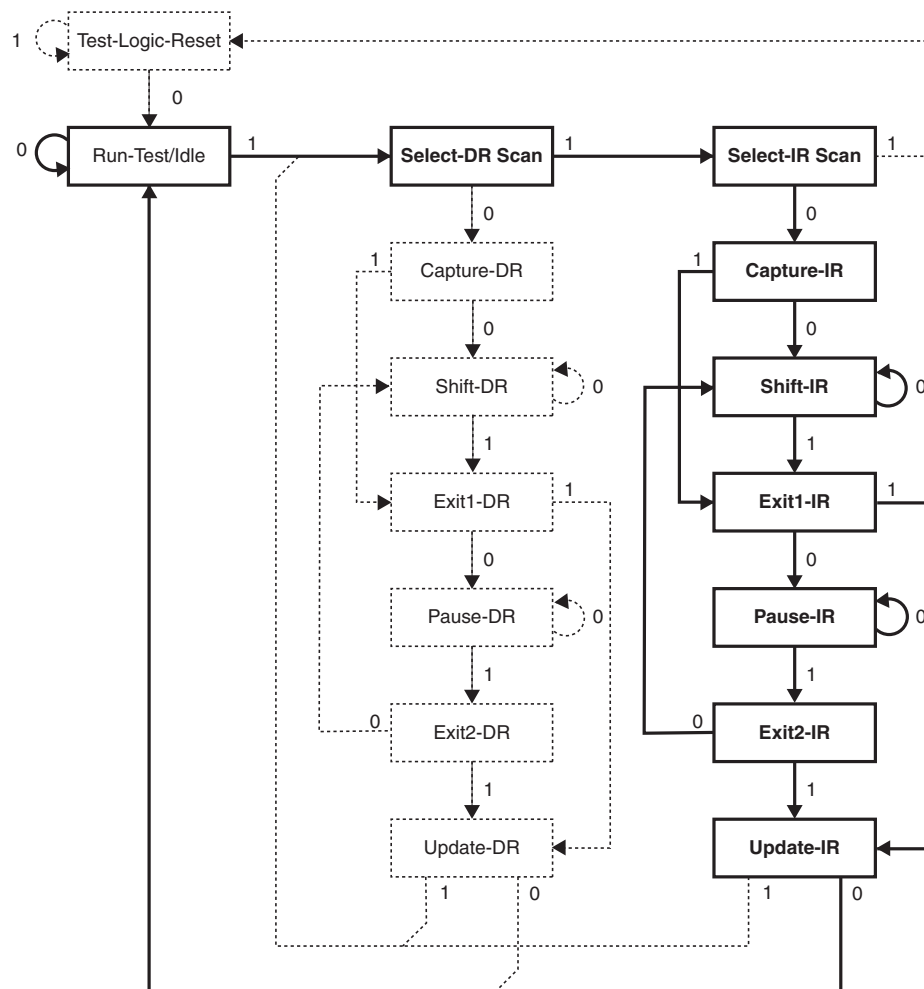 1 Test-Logic-Reset
0
0 Run-Test/Idle 1 Select-DR Scan 1 Select-IR Scan 1
0 0
1 Capture-DR 1 Capture-IR
0 0
Shift-DR 0 Shift-IR 0
1 1
Exit1-DR 1 Exit1-IR 1
0 0
Pause-DR 0 Pause-IR 0
1 1
0 Exit2-DR 0 Exit2-IR
1 1
Update-DR Update-IR
1 0 1 0